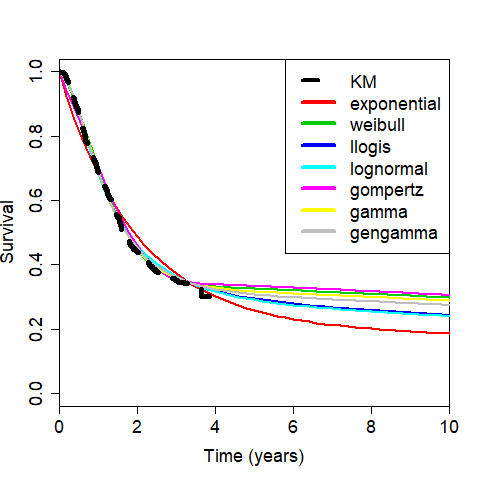 KM
exponential
weibull
llogis
lognormal
gompertz
gamma
gengamma
1.0
0.8
0.6
0.4
0.2
0.0
Survival
0 2 4 6 8 10
Time (years)